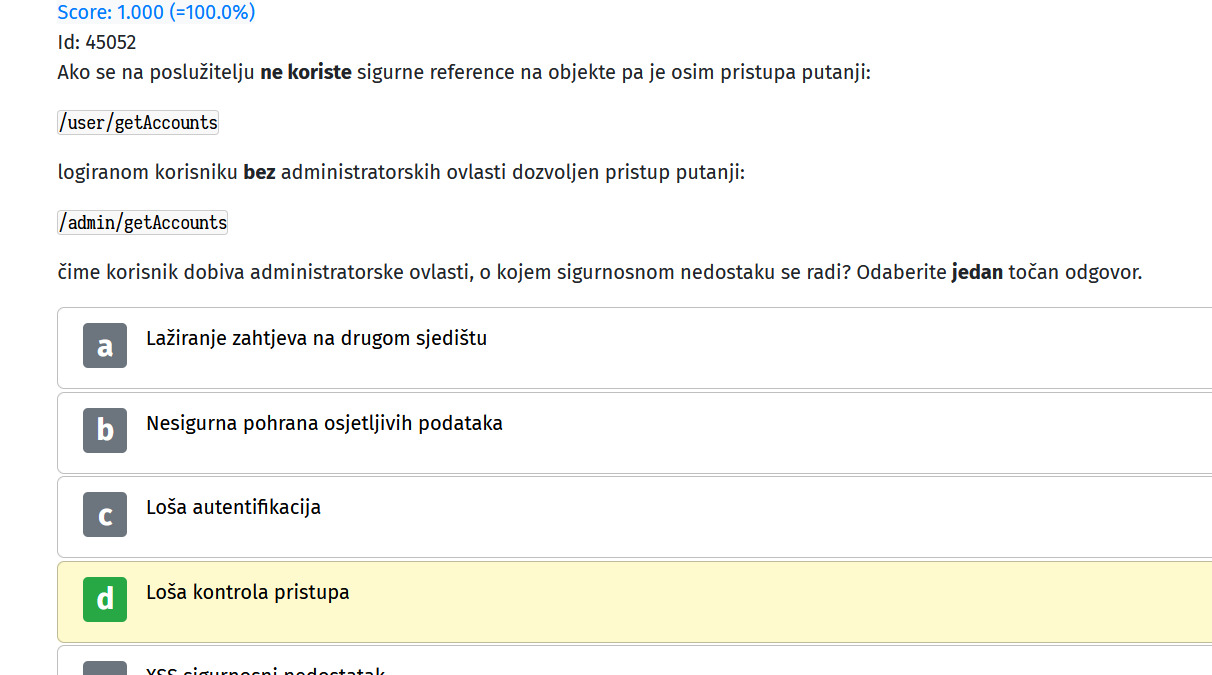 Score: 1.000 (=100.0%)
Id: 45052
Ako se na poslužitelju ne koriste sigurne reference na objekte pa je osim pristupa putanji:
/user/getAccounts
logiranom korisniku bez administratorskih ovlasti dozvoljen pristup putanji:
/admin/getAccounts
čime korisnik dobiva administratorske ovlasti, o kojem sigurnosnom nedostaku se radi? Odaberite jedan točan odgovor.
a Lažiranje zahtjeva na drugom sjedištu
b Nesigurna pohrana osjetljivih podataka
c Loša autentifikacija
d Loša kontrola pristupa
XSS sigurnosni nedostatak